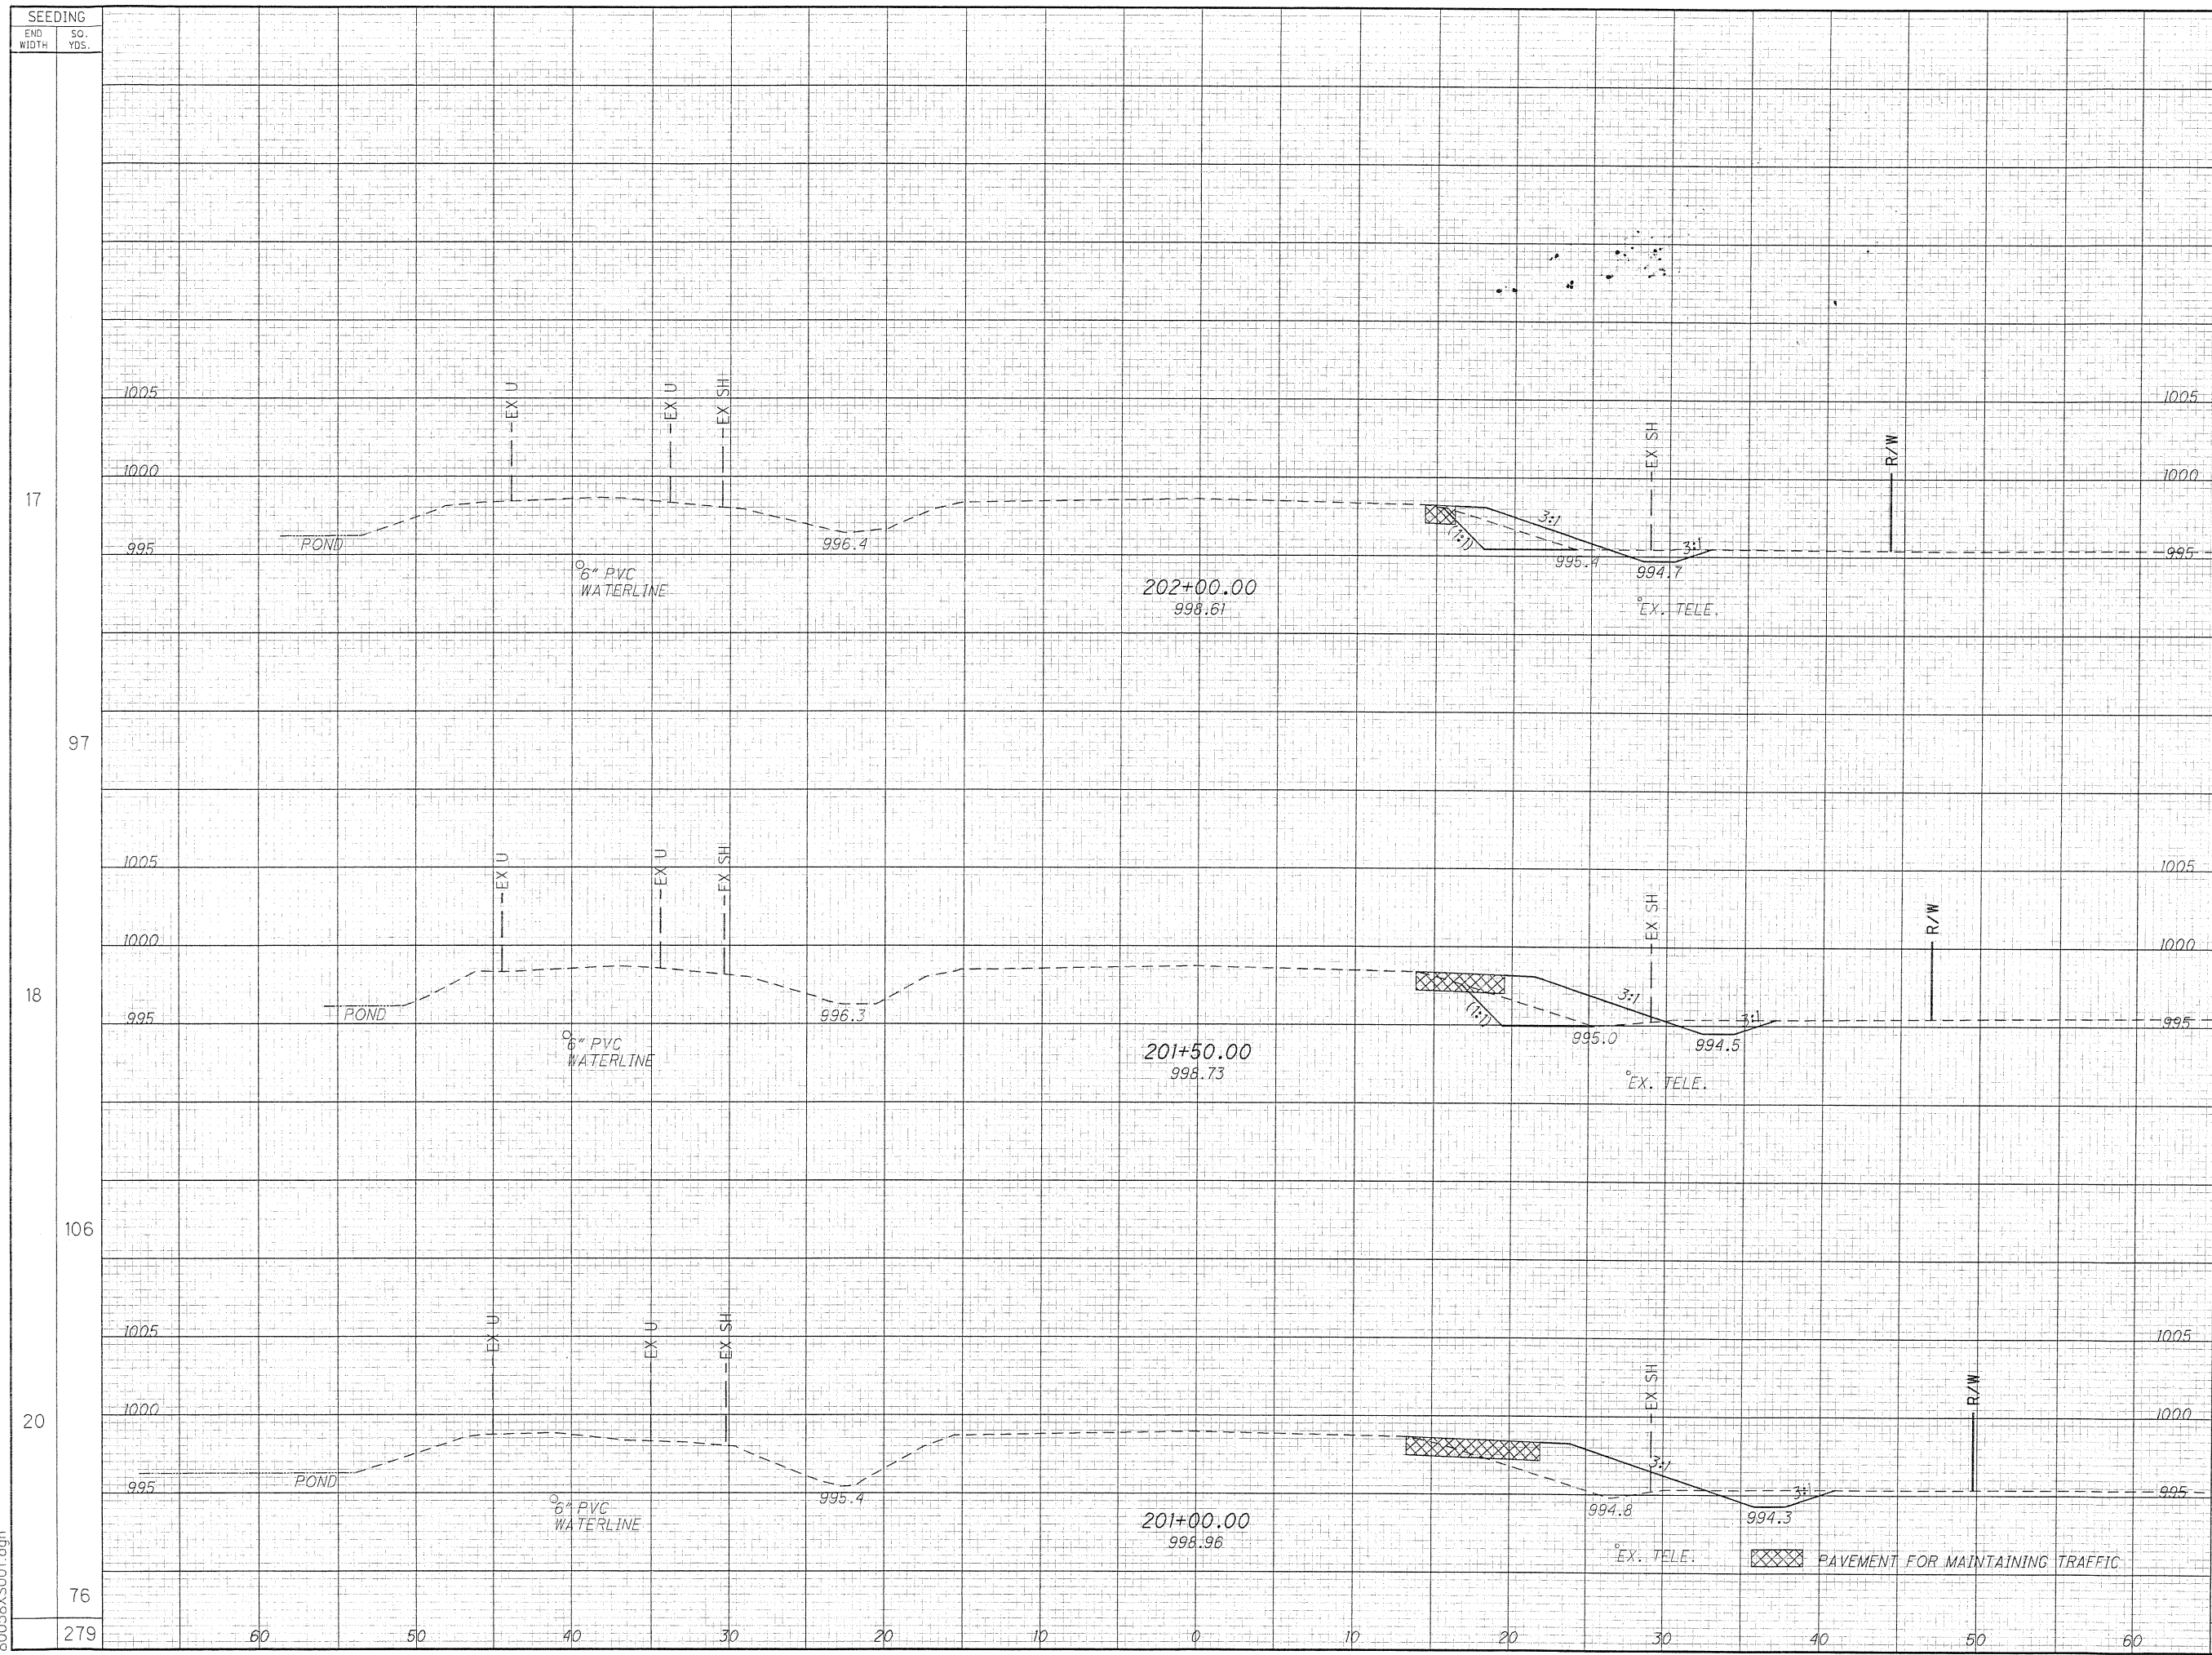 SEEDING
END WIDTH
SQ. YDS.
1005
EX U
EX U
EX SH
EX SH
R/W
1005
1000
1000
17
3:1
POND
996.4
(1:1)
3:1
995
995.4
994.7
995
6" PVC
WATERLINE
202+00.00
998.61
EX. TELE.
97
1005
EX U
EX U
EX SH
EX SH
R/W
1005
1000
1000
18
3:1
POND
996.3
(1:1)
3:1
995
995.0
994.5
995
6" PVC
WATERLINE
201+50.00
998.73
EX. TELE.
106
1005
EX U
EX U
EX SH
EX SH
R/W
1005
1000
1000
20
3:1
POND
995.4
3:1
995
994.8
994.3
995
6" PVC
WATERLINE
201+00.00
998.96
EX. TELE.
PAVEMENT FOR MAINTAINING TRAFFIC
76
279
60 50 40 30 20 10 0 10 20 30 40 50 60